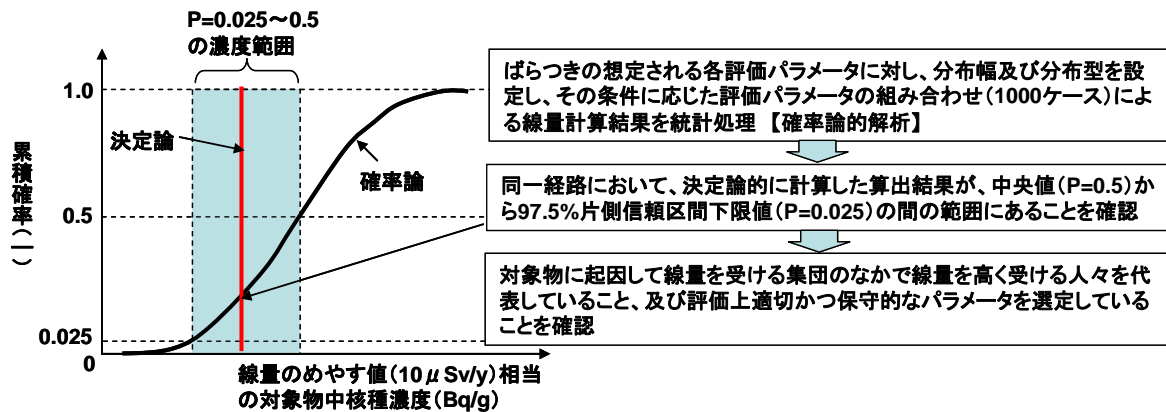 P=0.025～0.5
の濃度範囲
1.0
決定論
累積確率(ー)
確率論
0.5
0.025
0
線量のめやす値(10μSv/y)相当
の対象物中核種濃度(Bq/g)
ばらつきの想定される各評価パラメータに対し、分布幅及び分布型を設
定し、その条件に応じた評価パラメータの組み合わせ(1000ケース)によ
る線量計算結果を統計処理 【確率論的解析】
同一経路において、決定論的に計算した算出結果が、中央値(P=0.5)か
ら97.5%片側信頼区間下限値(P=0.025)の間の範囲にあることを確認
対象物に起因して線量を受ける集団のなかで線量を高く受ける人々を代
表していること、及び評価上適切かつ保守的なパラメータを選定している
ことを確認